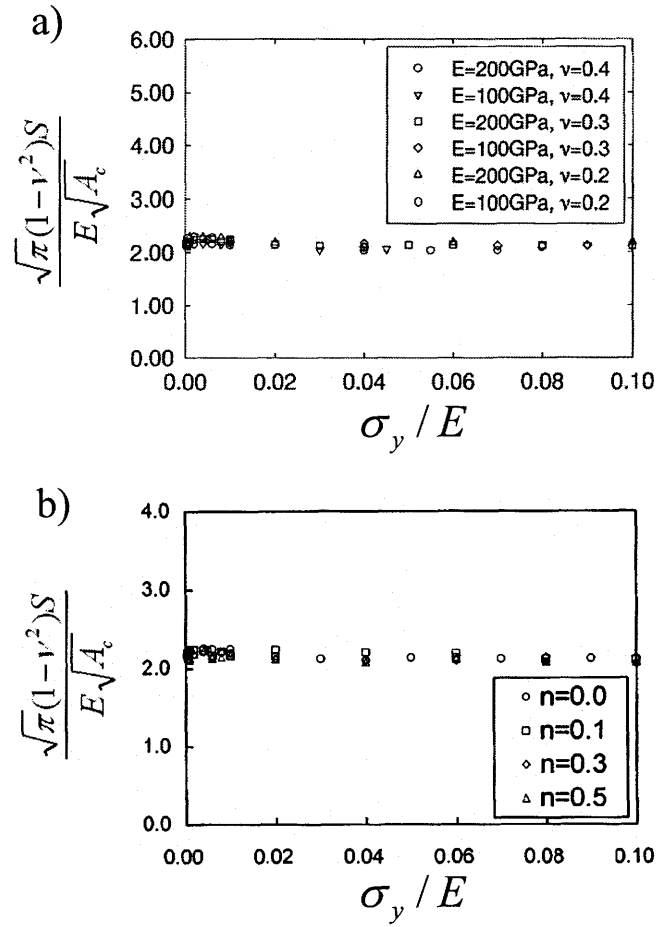 a)
√π(1−ν²)S
E√A_c
6.00
5.00
4.00
3.00
2.00
1.00
0.00
E=200GPa, ν=0.4
E=100GPa, ν=0.4
E=200GPa, ν=0.3
E=100GPa, ν=0.3
E=200GPa, ν=0.2
E=100GPa, ν=0.2
0.00 0.02 0.04 0.06 0.08 0.10
σ_y / E
b)
√π(1−ν²)S
E√A_c
4.0
3.0
2.0
1.0
0.0
n=0.0
n=0.1
n=0.3
n=0.5
0.00 0.02 0.04 0.06 0.08 0.10
σ_y / E